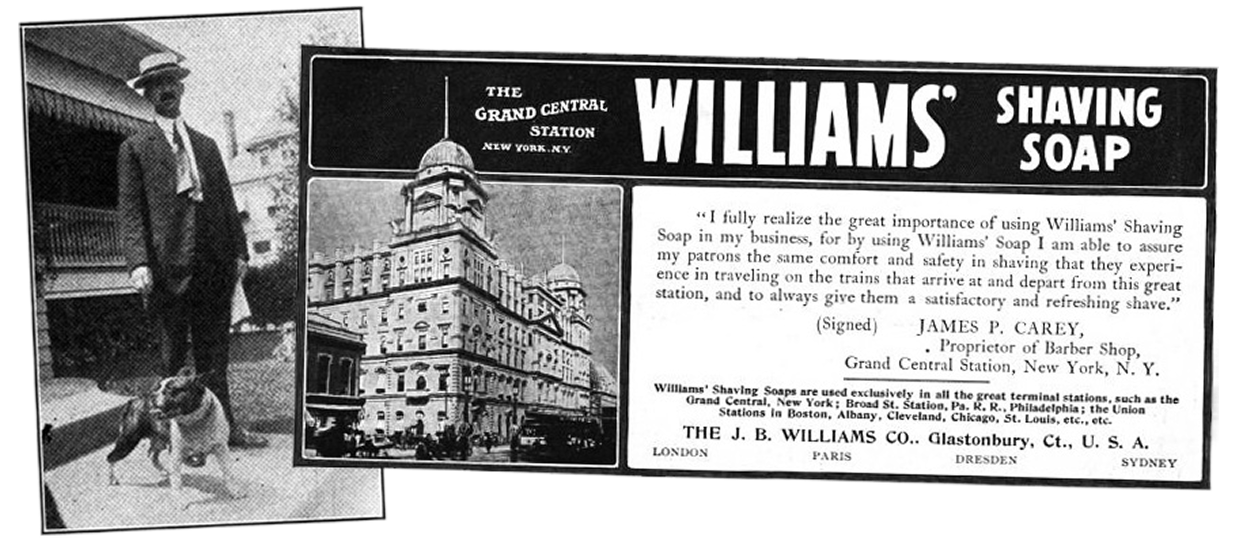 THE
GRAND CENTRAL
STATION
NEW YORK. N.Y.
WILLIAMS' SHAVING
SOAP
"I fully realize the great importance of using Williams' Shaving
Soap in my business, for by using Williams' Soap I am able to assure
my patrons the same comfort and safety in shaving that they experi-
ence in traveling on the trains that arrive at and depart from this great
station, and to always give them a satisfactory and refreshing shave."
(Signed) JAMES P. CAREY,
Proprietor of Barber Shop,
Grand Central Station, New York, N. Y.
Williams' Shaving Soaps are used exclusively in all the great terminal stations, such as the
Grand Central, New York; Broad St. Station, Pa. R. R., Philadelphia; the Union
Stations in Boston, Albany, Cleveland, Chicago, St. Louis, etc., etc.
THE J. B. WILLIAMS CO.. Glastonbury, Ct., U. S. A.
LONDON PARIS DRESDEN SYDNEY